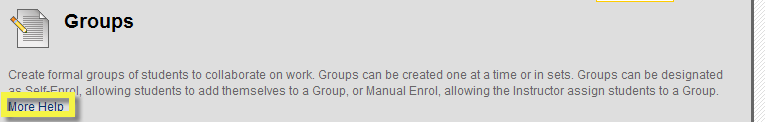 Groups
Create formal groups of students to collaborate on work. Groups can be created one at a time or in sets. Groups can be designated
as Self-Enrol, allowing students to add themselves to a Group, or Manual Enrol, allowing the Instructor assign students to a Group.
More Help